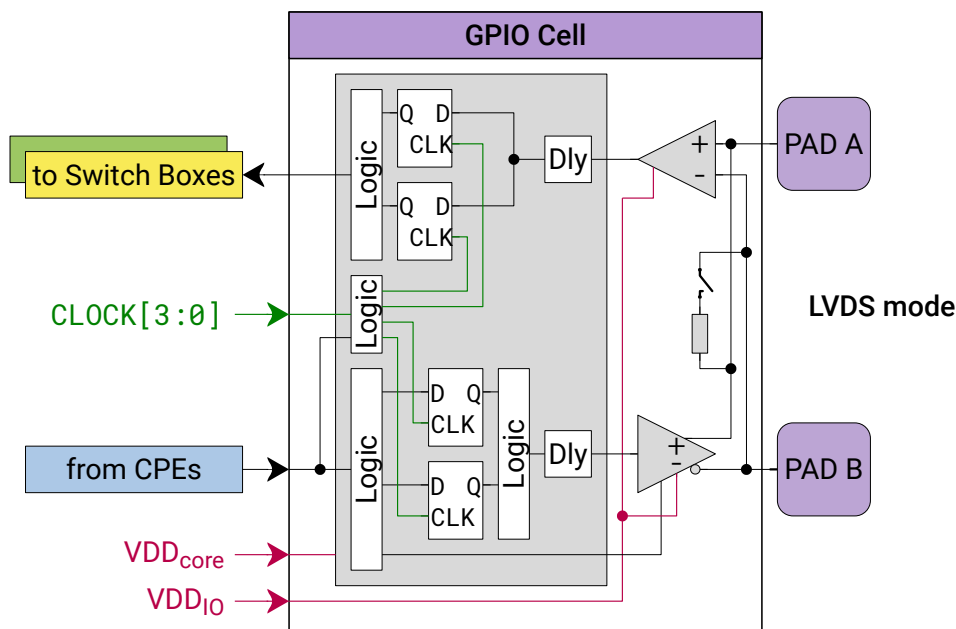 GPIO Cell
Logic
Q D
CLK
Q D
CLK
Dly
+
-
PAD A
to Switch Boxes
CLOCK[3:0]
Logic
LVDS mode
from CPEs
Logic
D Q
CLK
D Q
CLK
Logic
Dly
+
-
PAD B
VDDcore
VDDIO